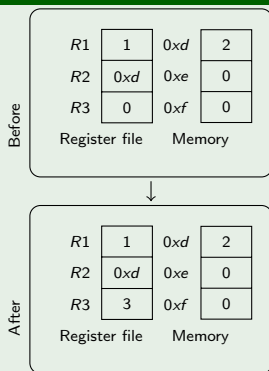 Before
R1 1 0xd 2
R2 0xd 0xe 0
R3 0 0xf 0
Register file Memory
↓
After
R1 1 0xd 2
R2 0xd 0xe 0
R3 3 0xf 0
Register file Memory